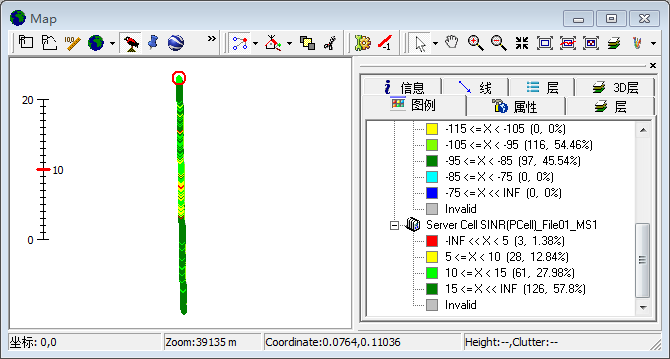 Map
10,0
»
-1
»
信息
线
层
3D层
图例
属性
层
20
10
0
-115 <= X < -105 (0, 0%)
-105 <= X < -95 (116, 54.46%)
-95 <= X < -85 (97, 45.54%)
-85 <= X < -75 (0, 0%)
-75 <= X << INF (0, 0%)
Invalid
Server Cell SINR(PCell)_File01_MS1
-INF << X < 5 (3, 1.38%)
5 <= X < 10 (28, 12.84%)
10 <= X < 15 (61, 27.98%)
15 <= X << INF (126, 57.8%)
Invalid
坐标: 0,0
Zoom:39135 m
Coordinate:0.0764,0.11036
Height:--,Clutter:--